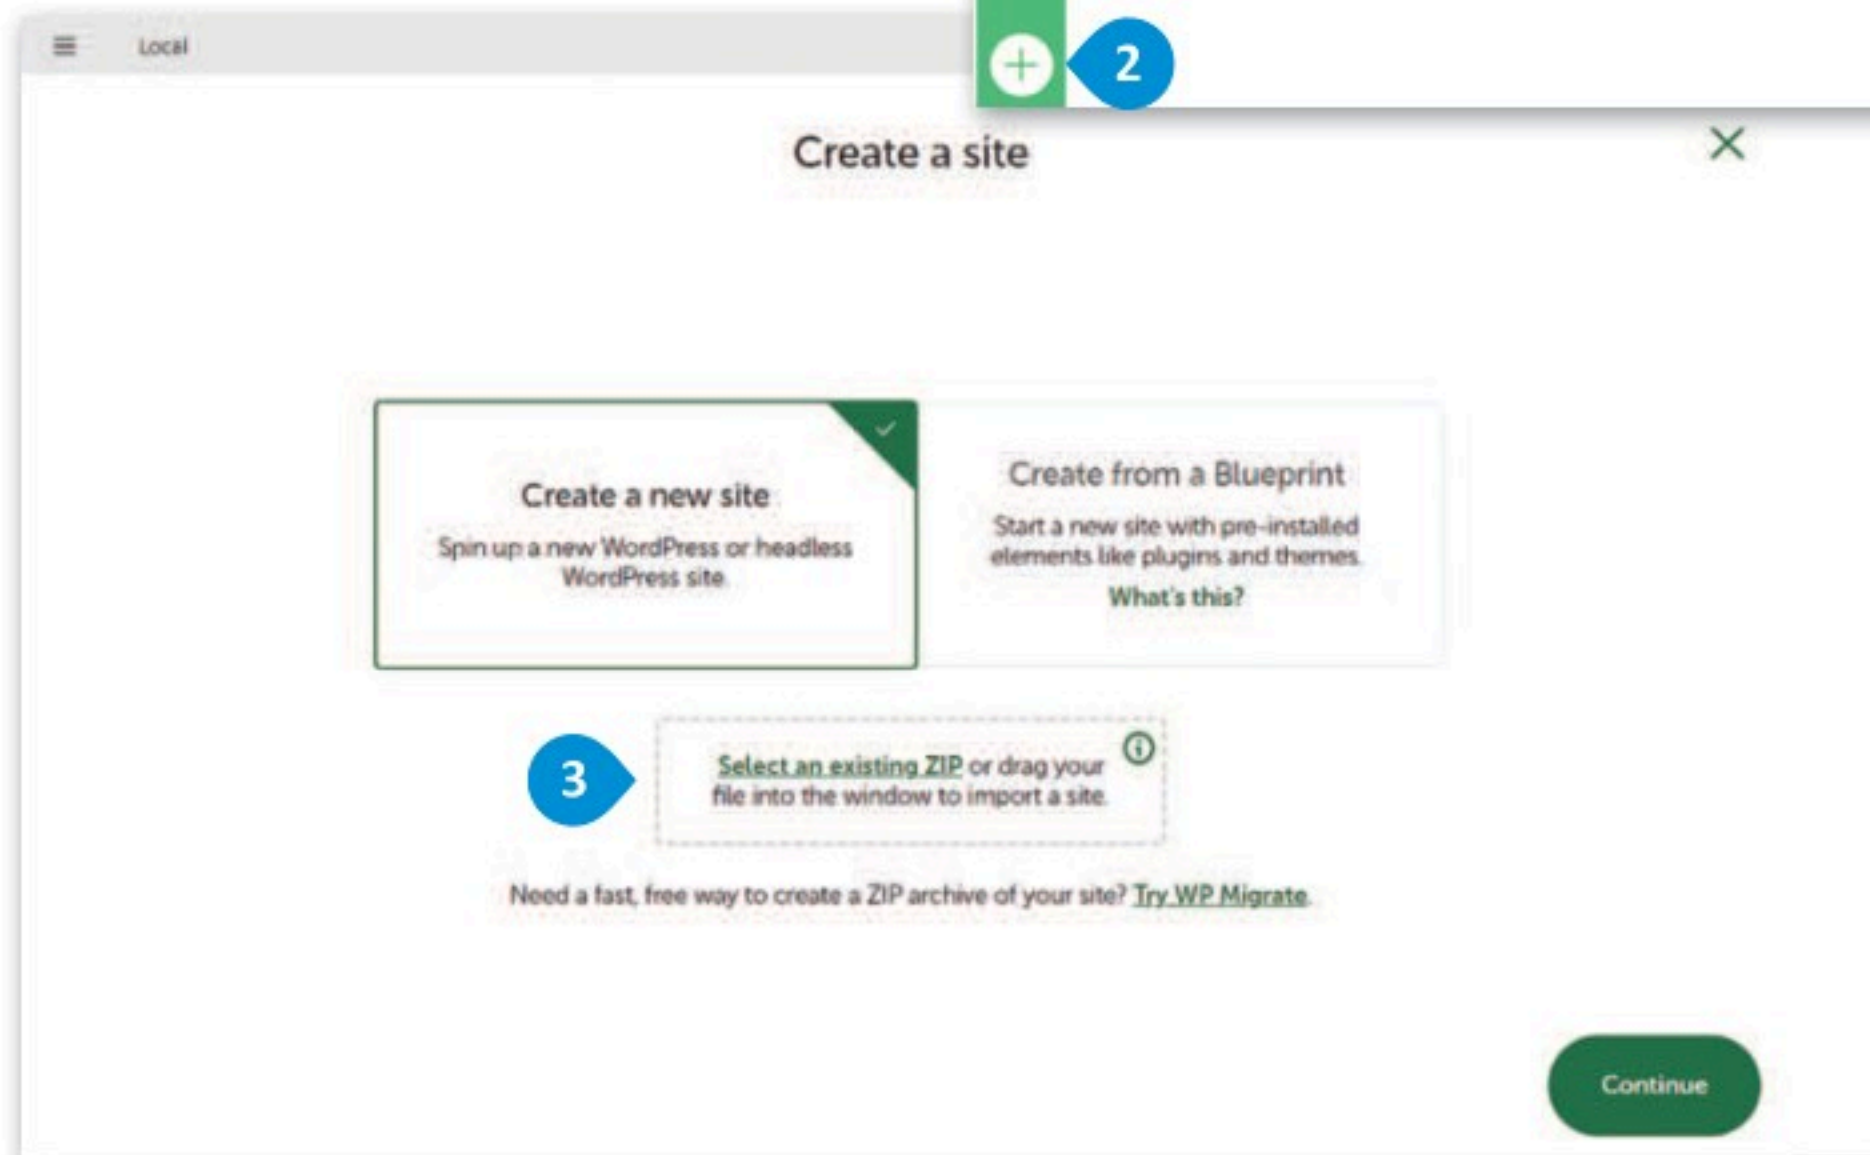 Local
2
Create a site
Create a new site
Spin up a new WordPress or headless
WordPress site.
Create from a Blueprint
Start a new site with pre-installed
elements like plugins and themes.
What's this?
3
Select an existing ZIP or drag your
file into the window to import a site.
Need a fast, free way to create a ZIP archive of your site? Try WP Migrate.
Continue